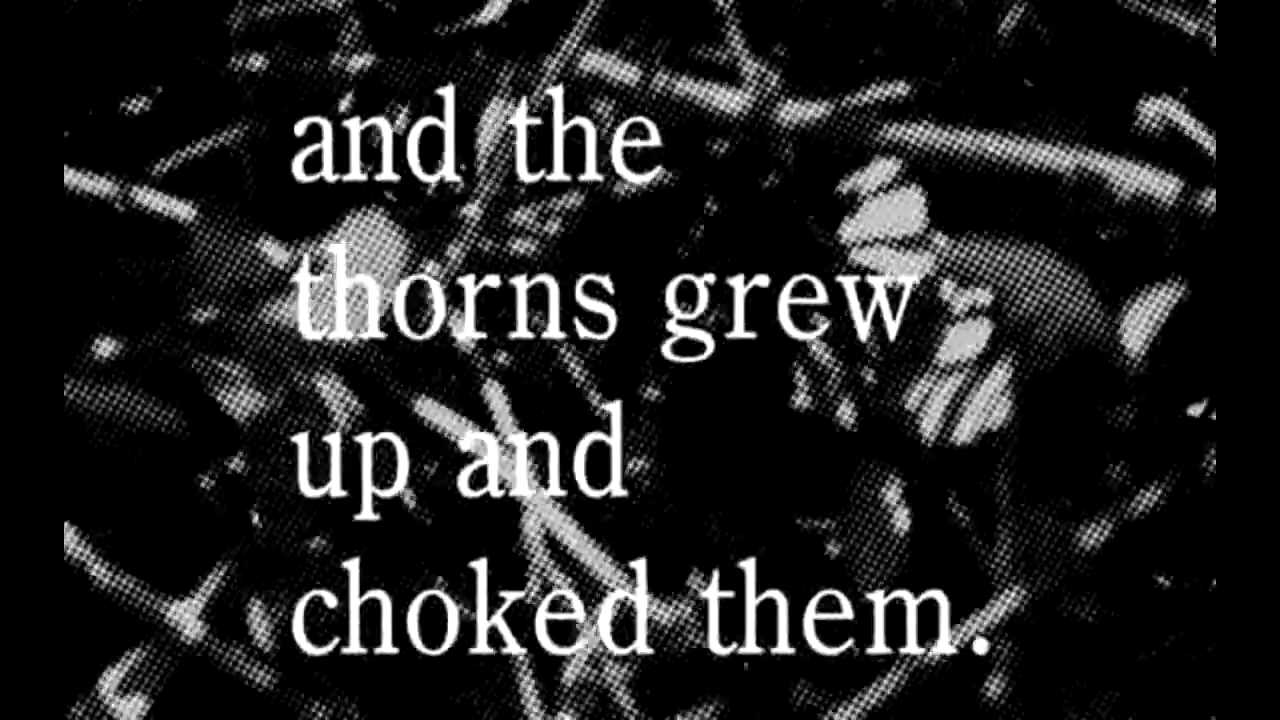 and the
thorns grew
up and
choked them.